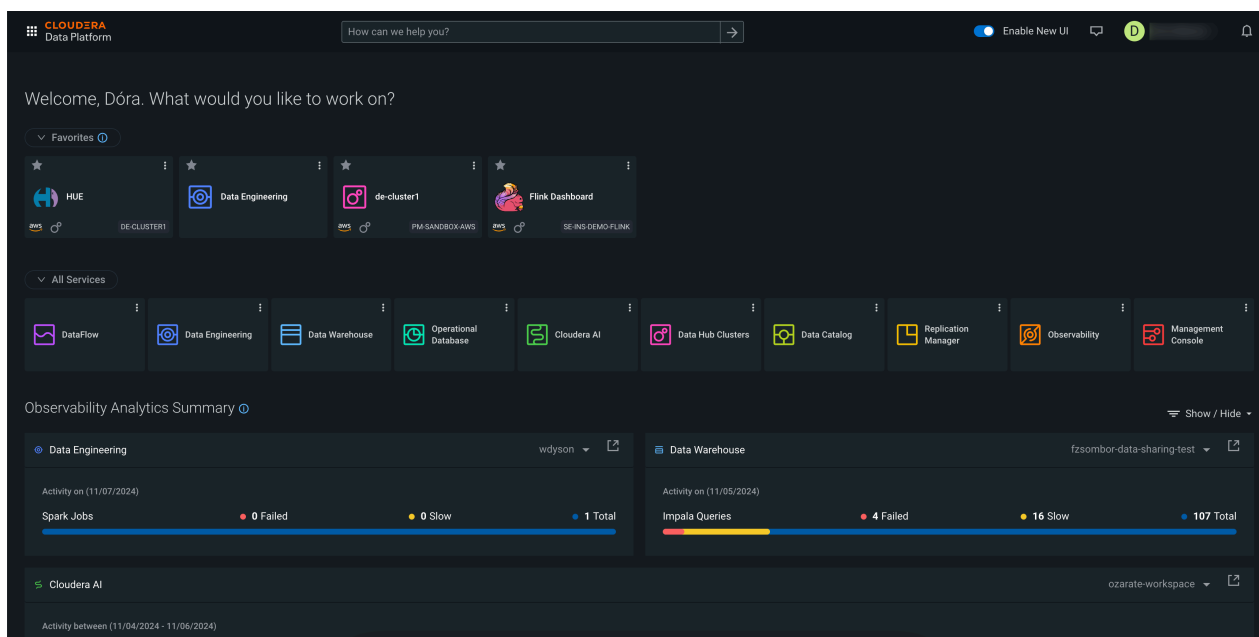 CLOUDERA
Data Platform
How can we help you?
Enable New UI
D
Welcome, Dóra. What would you like to work on?
Favorites
HUE
aws
DE-CLUSTER1
Data Engineering
de-cluster1
aws
PM-SANDBOX-AWS
Flink Dashboard
aws
SE-INS-DEMO-FLINK
All Services
DataFlow
Data Engineering
Data Warehouse
Operational
Database
Cloudera AI
Data Hub Clusters
Data Catalog
Replication
Manager
Observability
Management
Console
Observability Analytics Summary
Show / Hide
Data Engineering
wdyson
Activity on (11/07/2024)
Spark Jobs
0 Failed
0 Slow
1 Total
Data Warehouse
fzsombor-data-sharing-test
Activity on (11/05/2024)
Impala Queries
4 Failed
16 Slow
107 Total
Cloudera AI
ozarate-workspace
Activity between (11/04/2024 - 11/06/2024)